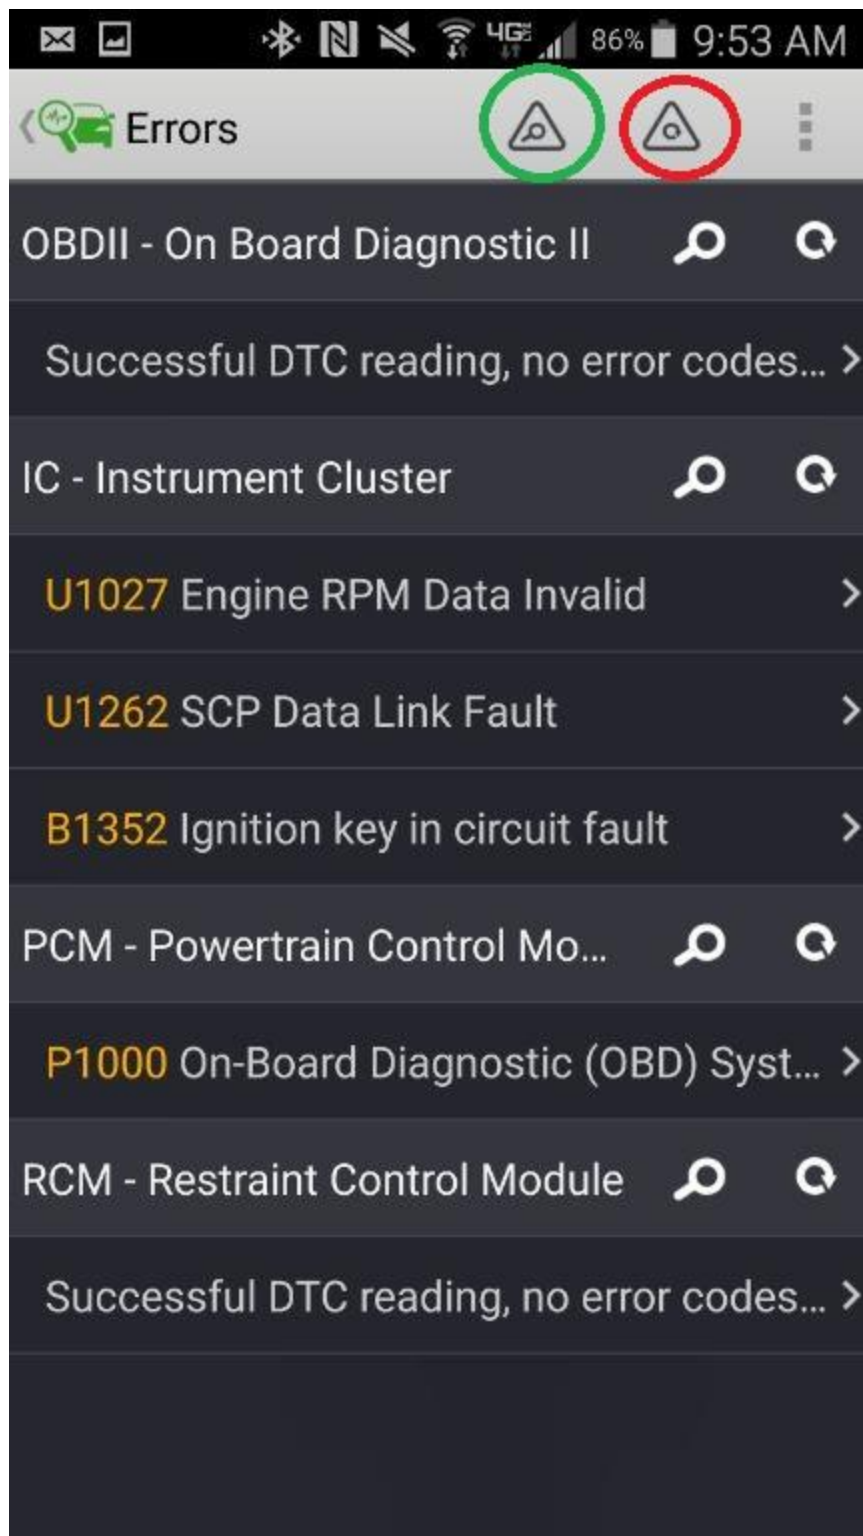 4GE 86% 9:53 AM
Errors
OBDII - On Board Diagnostic II
Successful DTC reading, no error codes...
IC - Instrument Cluster
U1027 Engine RPM Data Invalid
U1262 SCP Data Link Fault
B1352 Ignition key in circuit fault
PCM - Powertrain Control Mo...
P1000 On-Board Diagnostic (OBD) Syst...
RCM - Restraint Control Module
Successful DTC reading, no error codes...